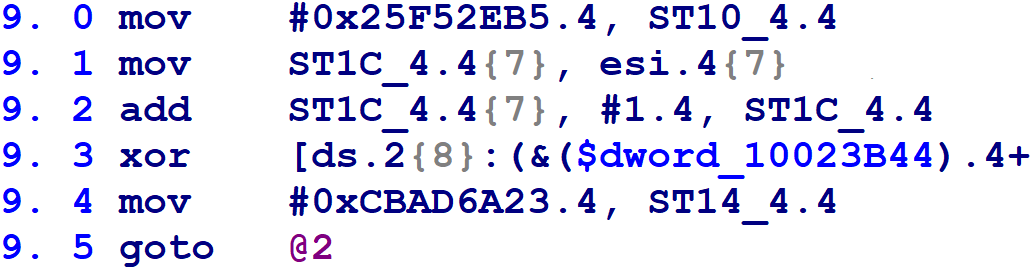 9. 0 mov #0x25F52EB5.4, ST10_4.4
9. 1 mov ST1C_4.4{7}, esi.4{7}
9. 2 add ST1C_4.4{7}, #1.4, ST1C_4.4
9. 3 xor [ds.2{8}:(&($dword_10023B44).4+
9. 4 mov #0xCBAD6A23.4, ST14_4.4
9. 5 goto @2